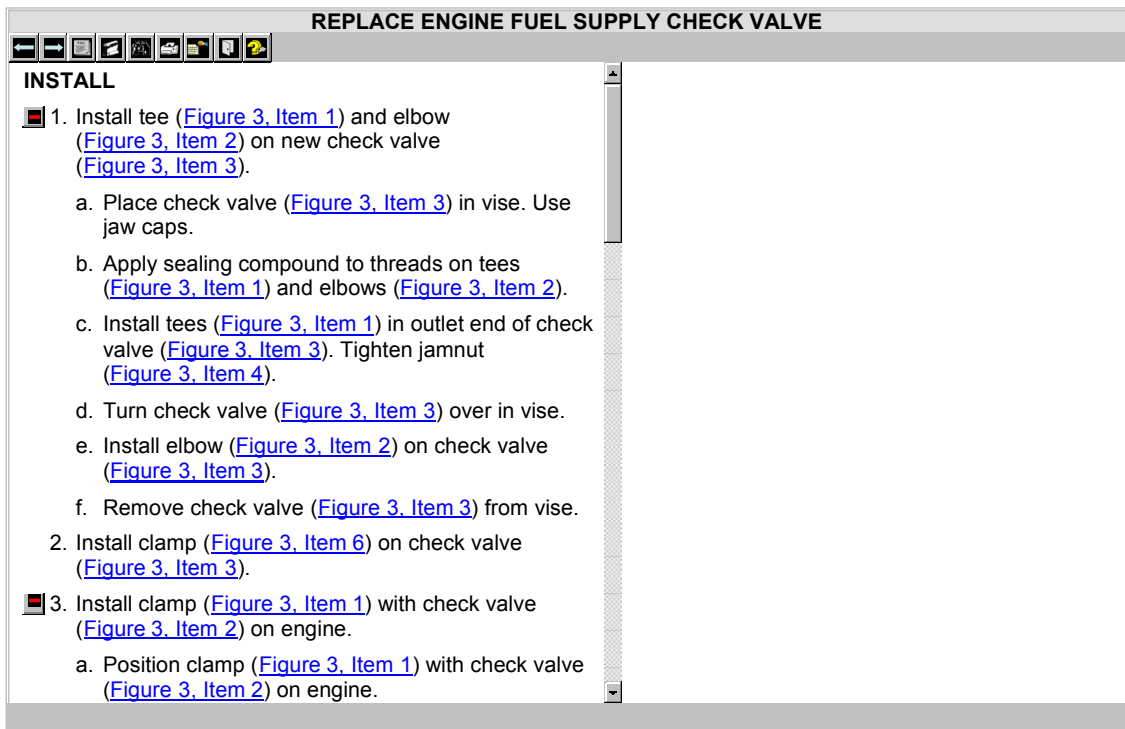 REPLACE ENGINE FUEL SUPPLY CHECK VALVE
INSTALL
1. Install tee (Figure 3, Item 1) and elbow
(Figure 3, Item 2) on new check valve
(Figure 3, Item 3).
a. Place check valve (Figure 3, Item 3) in vise. Use
jaw caps.
b. Apply sealing compound to threads on tees
(Figure 3, Item 1) and elbows (Figure 3, Item 2).
c. Install tees (Figure 3, Item 1) in outlet end of check
valve (Figure 3, Item 3). Tighten jamnut
(Figure 3, Item 4).
d. Turn check valve (Figure 3, Item 3) over in vise.
e. Install elbow (Figure 3, Item 2) on check valve
(Figure 3, Item 3).
f. Remove check valve (Figure 3, Item 3) from vise.
2. Install clamp (Figure 3, Item 6) on check valve
(Figure 3, Item 3).
3. Install clamp (Figure 3, Item 1) with check valve
(Figure 3, Item 2) on engine.
a. Position clamp (Figure 3, Item 1) with check valve
(Figure 3, Item 2) on engine.